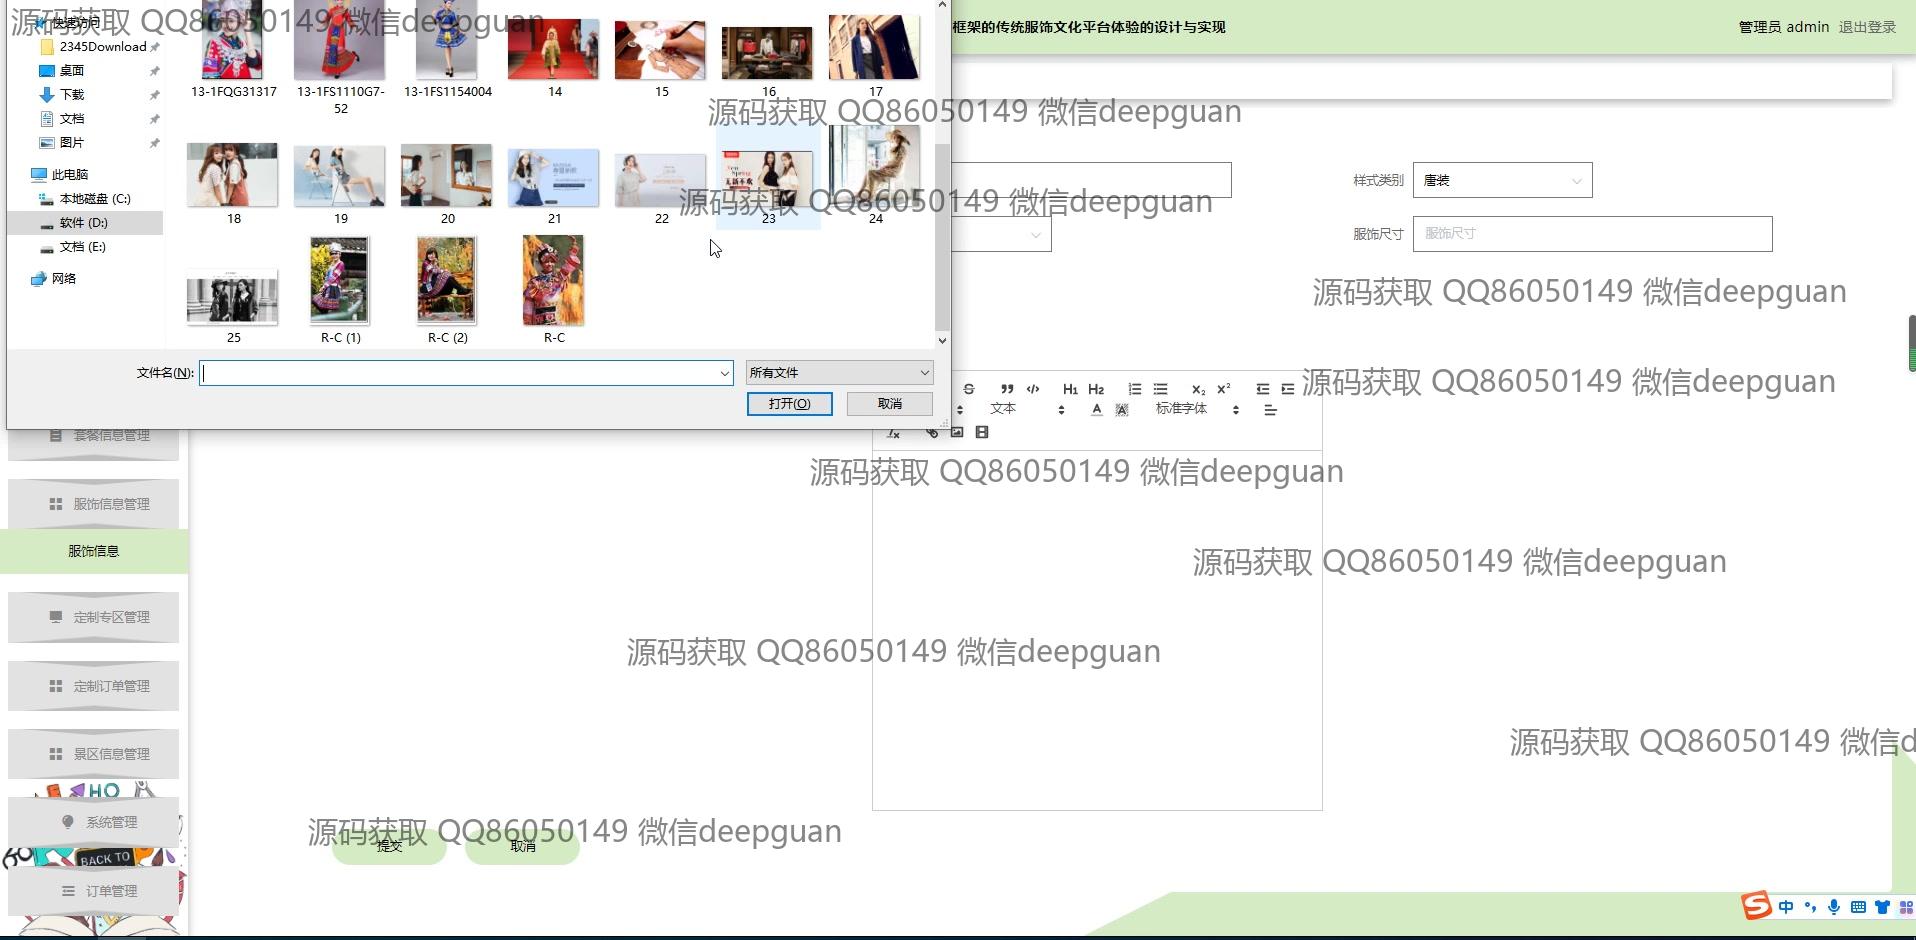 快速访问
源码获取 QQ86050149 微信deepguan
2345Download
桌面
下载
文档
图片
此电脑
本地磁盘 (C:)
软件 (D:)
文档 (E:)
网络
13-1FQG31317
13-1FS1110G7-
52
13-1FS1154004
14
15
16
17
源码获取 QQ86050149 微信deepguan
18
19
20
21
22
23
24
源码获取 QQ86050149 微信deepguan
25
R-C (1)
R-C (2)
R-C
文件名(N):
所有文件
打开(O)
取消
框架的传统服饰文化平台体验的设计与实现
管理员 admin
退出登录
样式类别
唐装
服饰尺寸
服饰尺寸
源码获取 QQ86050149 微信deepguan
H1 H2
X2 X2
源码获取 QQ86050149 微信deepguan
文本
A
A
标准字体
Ix
套餐信息管理
源码获取 QQ86050149 微信deepguan
服饰信息管理
服饰信息
源码获取 QQ86050149 微信deepguan
定制专区管理
源码获取 QQ86050149 微信deepguan
定制订单管理
源码获取 QQ86050149 微信d
景区信息管理
HO
系统管理
源码获取 QQ86050149 微信deepguan
提交
取消
BACK TO
订单管理
S 中